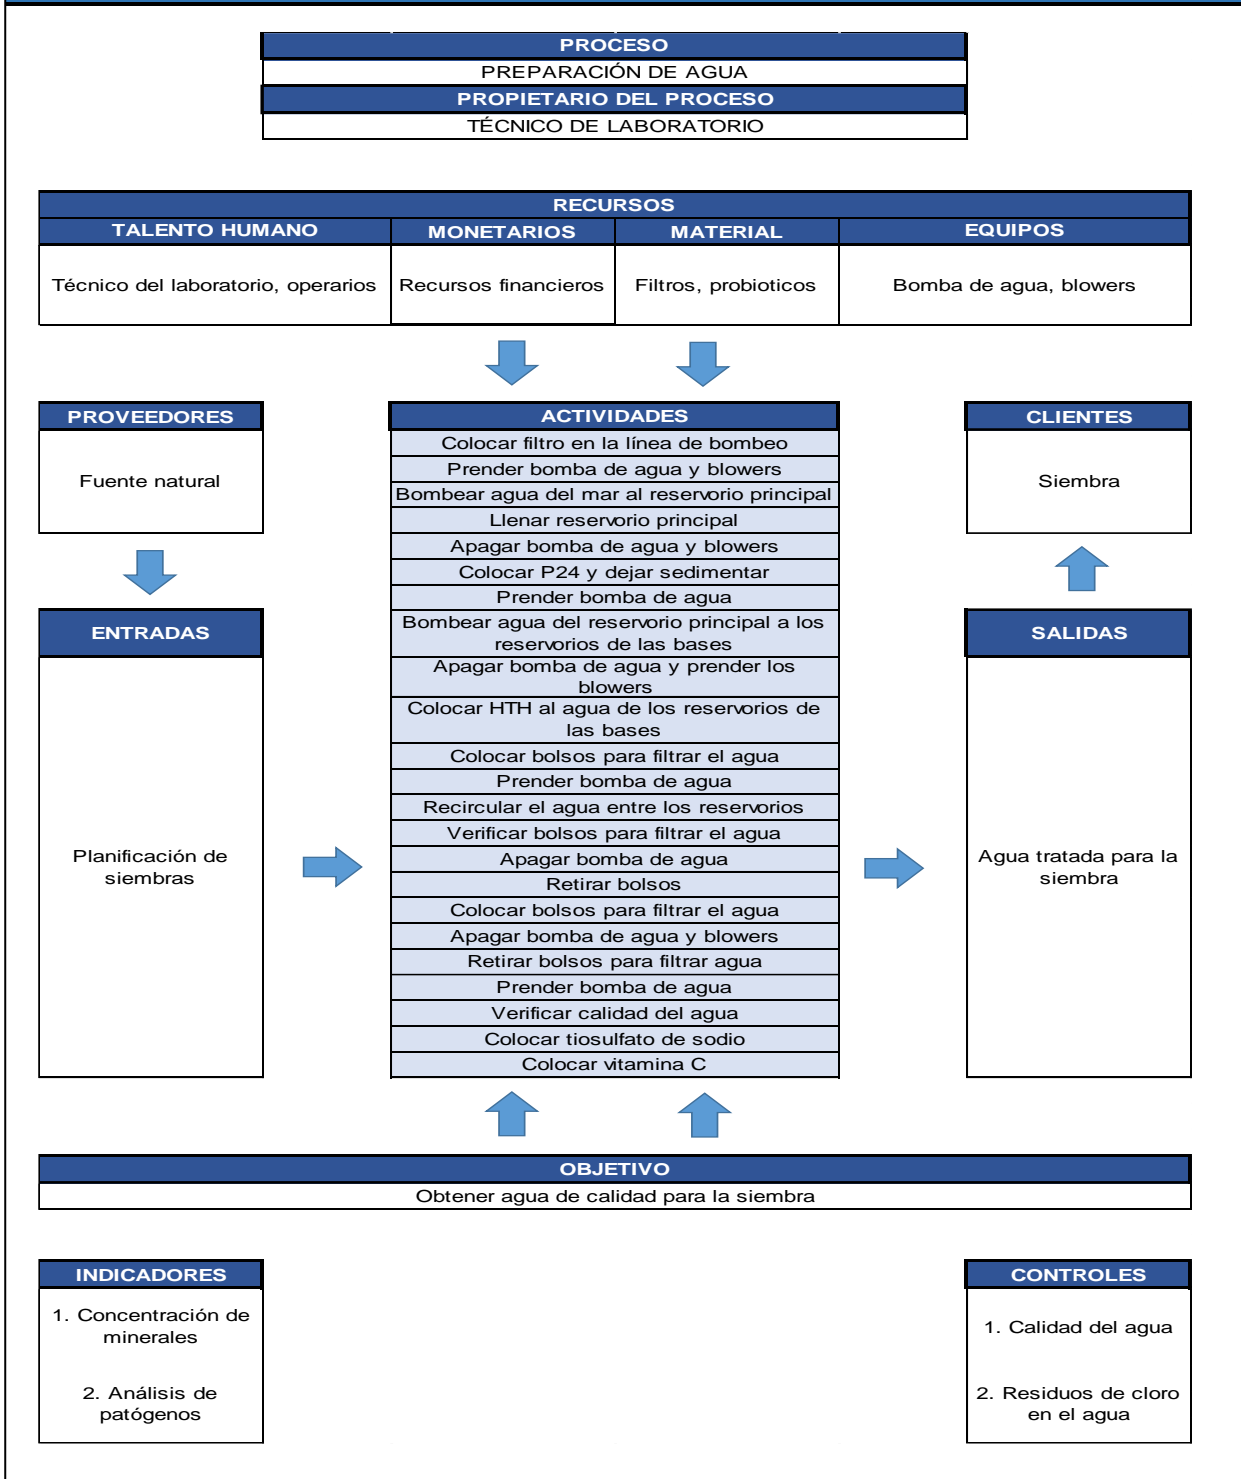 PROCESO
PREPARACIÓN DE AGUA
PROPIETARIO DEL PROCESO
TÉCNICO DE LABORATORIO
RECURSOS
TALENTO HUMANO
MONETARIOS
MATERIAL
EQUIPOS
Técnico del laboratorio, operarios
Recursos financieros
Filtros, probioticos
Bomba de agua, blowers
PROVEEDORES
Fuente natural
ENTRADAS
Planificación de
siembras
ACTIVIDADES
Colocar filtro en la línea de bombeo
Prender bomba de agua y blowers
Bombear agua del mar al reservorio principal
Llenar reservorio principal
Apagar bomba de agua y blowers
Colocar P24 y dejar sedimentar
Prender bomba de agua
Bombear agua del reservorio principal a los
reservorios de las bases
Apagar bomba de agua y prender los
blowers
Colocar HTH al agua de los reservorios de
las bases
Colocar bolsos para filtrar el agua
Prender bomba de agua
Recircular el agua entre los reservorios
Verificar bolsos para filtrar el agua
Apagar bomba de agua
Retirar bolsos
Colocar bolsos para filtrar el agua
Apagar bomba de agua y blowers
Retirar bolsos para filtrar agua
Prender bomba de agua
Verificar calidad del agua
Colocar tiosulfato de sodio
Colocar vitamina C
CLIENTES
Siembra
SALIDAS
Agua tratada para la
siembra
OBJETIVO
Obtener agua de calidad para la siembra
INDICADORES
1. Concentración de
minerales
2. Análisis de
patógenos
CONTROLES
1. Calidad del agua
2. Residuos de cloro
en el agua